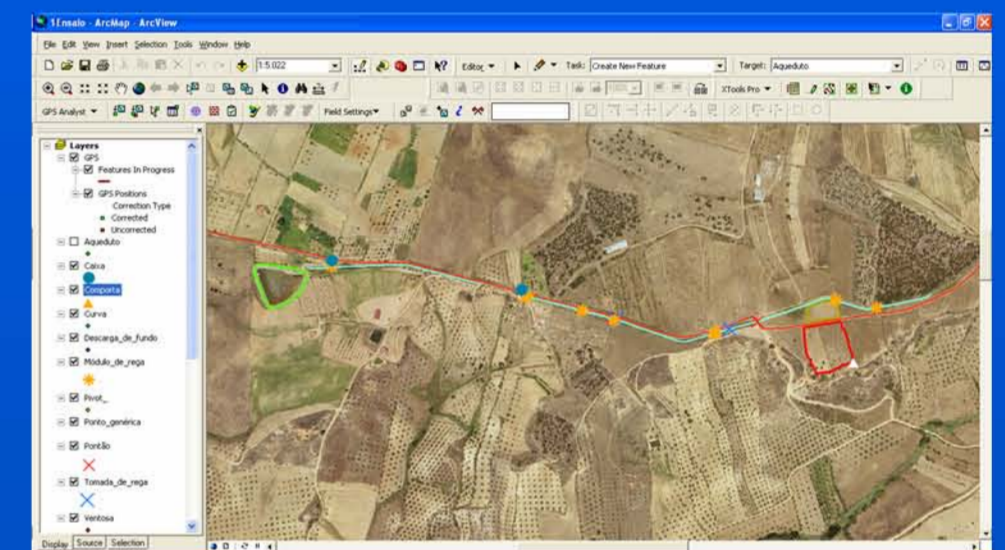 1Ensaio - ArcMap - ArcView
File Edit View Insert Selection Tools Window Help
1:5.022
Editor
Task: Create New Feature
Target: Aqueduto
XTools Pro
GPS Analyst
Field Settings
Layers
GPS
Features In Progress
GPS Positions
Correction Type
Corrected
Uncorrected
Aqueduto
Caixa
Comporta
Curva
Descarga_de_fundo
Módulo_de_rega
Pivot_
Ponto_genérica
Pontão
Tomada_de_rega
Ventosa
Display Source Selection